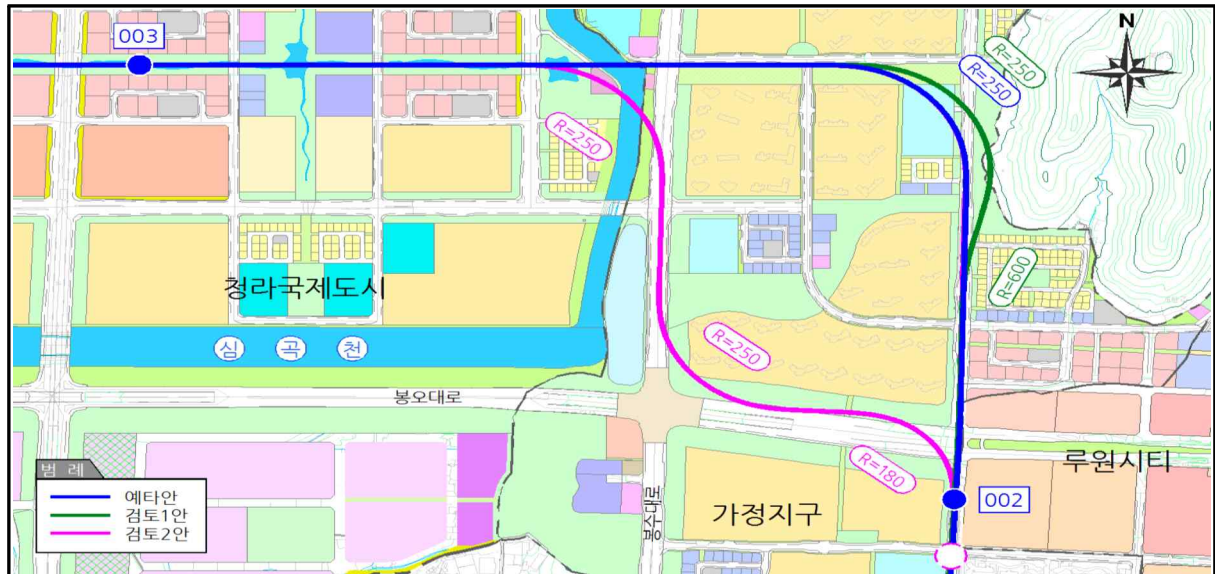 003
N
R=250
R=250
R=250
R=600
청라국제도시
심 곡 천
R=250
봉오대로
루원시티
범 례
예타안
검토1안
검토2안
R=180
002
가정지구
봉수대로